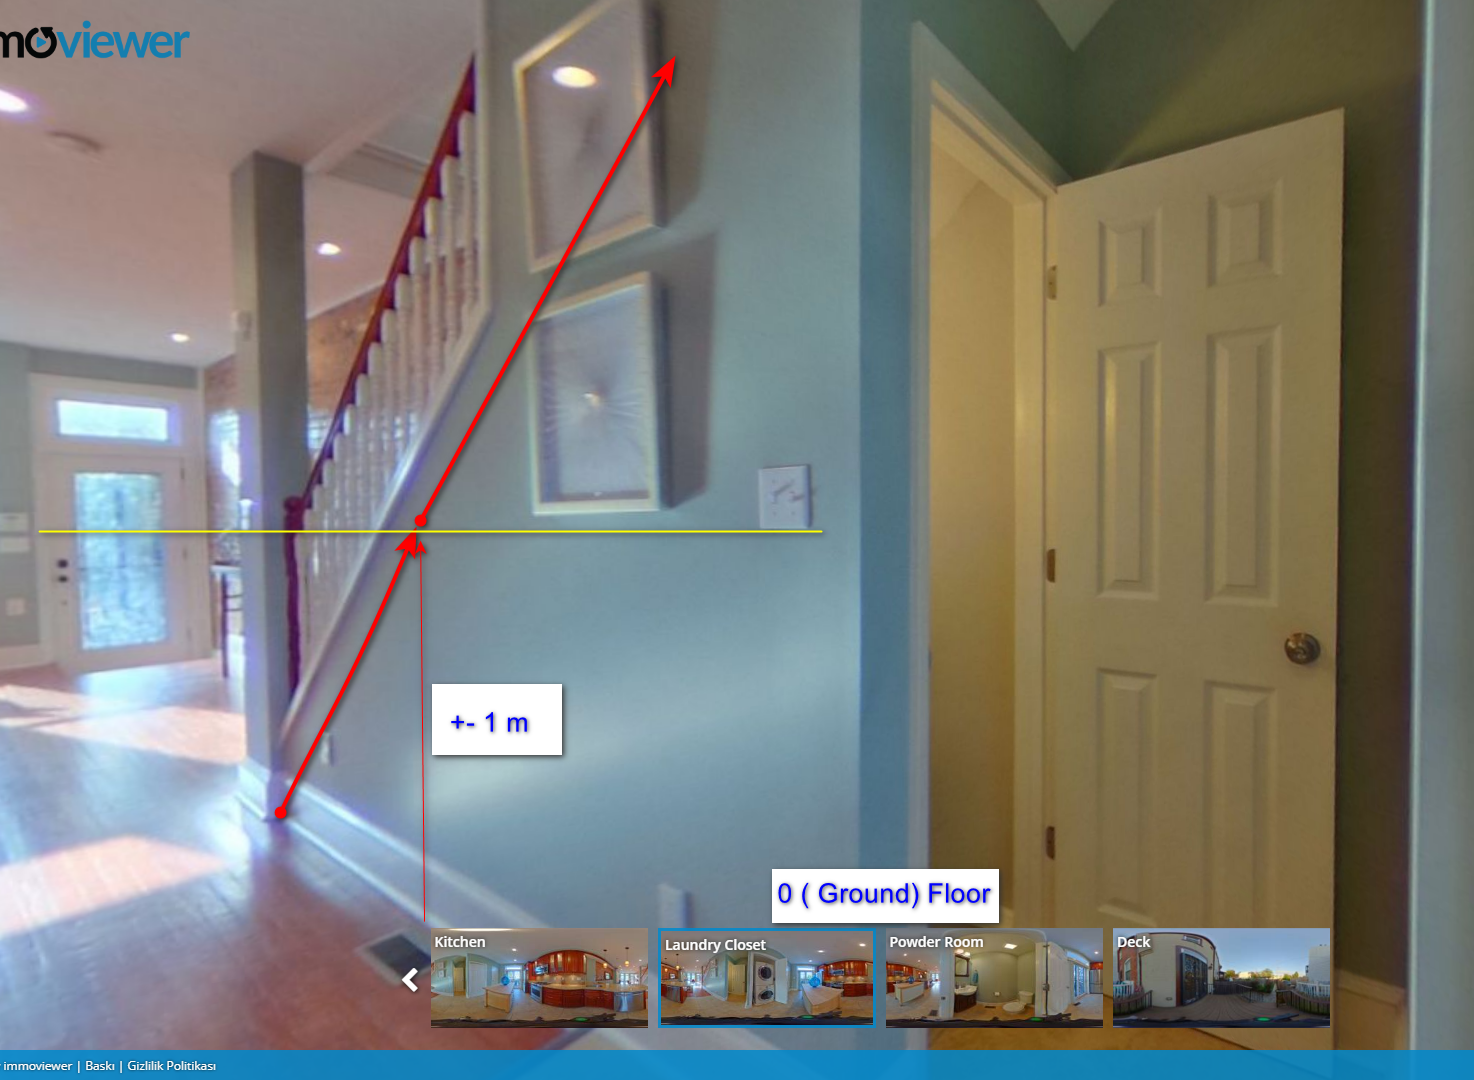 moviewer
+- 1 m
0 ( Ground) Floor
Kitchen
Laundry Closet
Powder Room
Deck
immoviewer | Baskı | Gizlilik Politikası